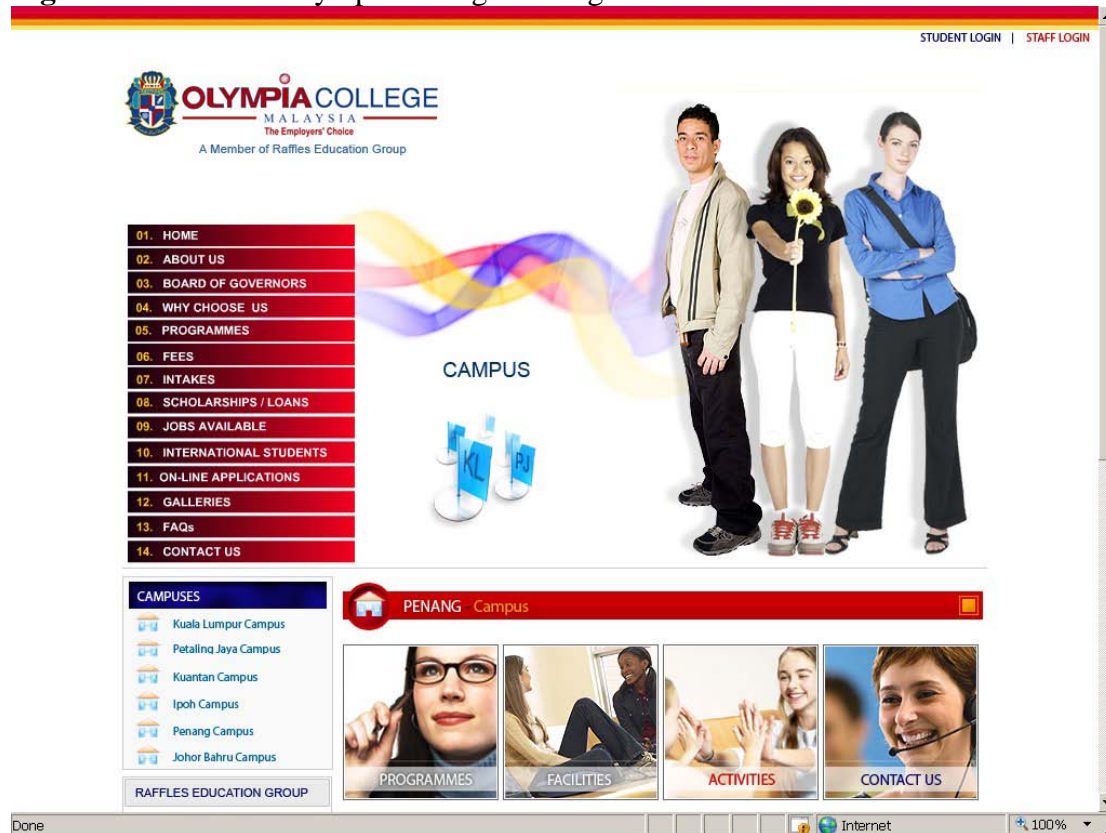 STUDENT LOGIN | STAFF LOGIN
OLYMPIA COLLEGE
MALAYSIA
The Employers' Choice
A Member of Raffles Education Group
01. HOME
02. ABOUT US
03. BOARD OF GOVERNORS
04. WHY CHOOSE US
05. PROGRAMMES
06. FEES
07. INTAKES
08. SCHOLARSHIPS / LOANS
09. JOBS AVAILABLE
10. INTERNATIONAL STUDENTS
11. ON-LINE APPLICATIONS
12. GALLERIES
13. FAQs
14. CONTACT US
CAMPUS
KL PJ
CAMPUSES
Kuala Lumpur Campus
Petaling Jaya Campus
Kuantan Campus
Ipoh Campus
Penang Campus
Johor Bahru Campus
RAFFLES EDUCATION GROUP
PENANG - Campus
PROGRAMMES FACILITIES ACTIVITIES CONTACT US
Done Internet 100%